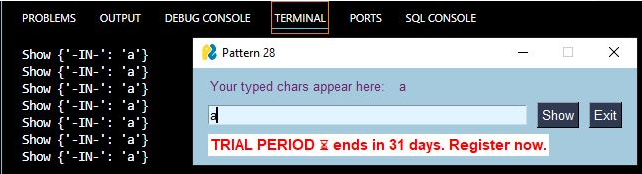 PROBLEMS OUTPUT DEBUG CONSOLE TERMINAL PORTS SQL CONSOLE
Show {'-IN-': 'a'}
Show {'-IN-': 'a'}
Show {'-IN-': 'a'}
Show {'-IN-': 'a'}
Show {'-IN-': 'a'}
Show {'-IN-': 'a'}
Show {'-IN-': 'a'}
Pattern 28
Your typed chars appear here: a
a Show Exit
TRIAL PERIOD ⏳ ends in 31 days. Register now.